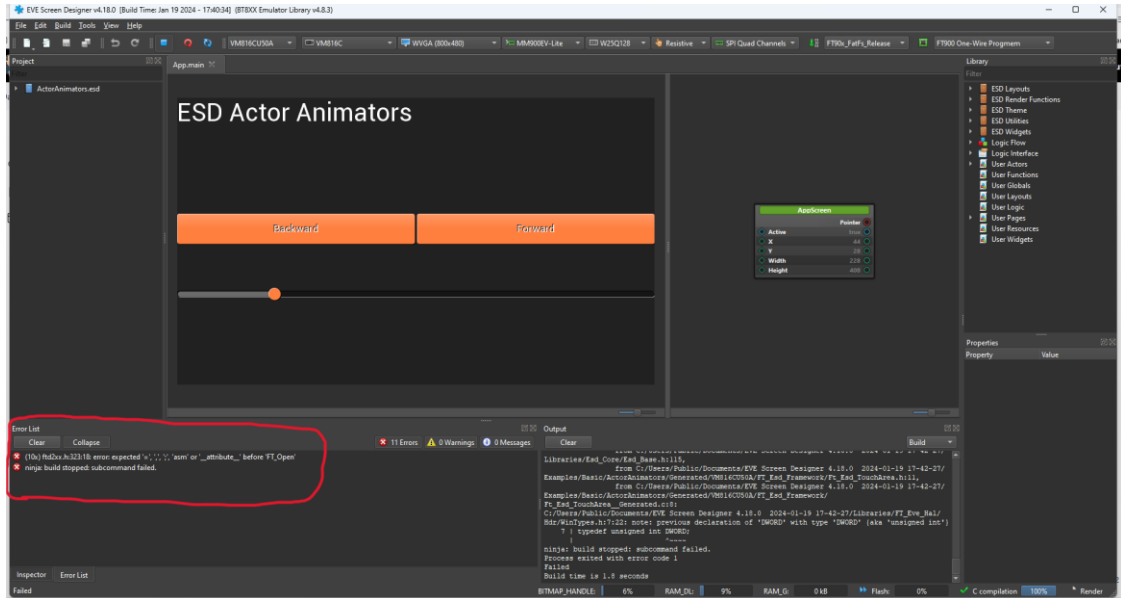 EVE Screen Designer v4.18.0 [Build Time: Jan 19 2024 - 17:40:34] (BT8XX Emulator Library v4.8.3)
File Edit Build Tools View Help
VM816CU50A VM816C WVGA (800x480) MM900EV-Lite W25Q128 Resistive SPI Quad Channels FT90x_FatFs_Release FT900 One-Wire Progmem
Project
ActorAnimators.esd
App.main
ESD Actor Animators
Backward Forward
AppScreen
Pointer
Active true
X 44
Y 28
Width 228
Height 408
Library
Filter
ESD Layouts
ESD Render Functions
ESD Theme
ESD Utilities
ESD Widgets
Logic Flow
Logic Interface
User Actors
User Functions
User Globals
User Layouts
User Logic
User Pages
User Resources
User Widgets
Properties
Property Value
Error List
Clear Collapse 11 Errors 0 Warnings 0 Messages
(10x) ftd2xx.h:323:18: error: expected '=', ',', ';', 'asm' or '__attribute__' before 'FT_Open'
ninja: build stopped: subcommand failed.
Inspector Error List
Output
Clear Build
Libraries/Esd_Core/Esd_Base.h:115,
from C:/Users/Public/Documents/EVE Screen Designer 4.18.0 2024-01-19 17-42-27/
Examples/Basic/ActorAnimators/Generated/VM816CU50A/FT_Esd_Framework/Ft_Esd_TouchArea.h:11,
from C:/Users/Public/Documents/EVE Screen Designer 4.18.0 2024-01-19 17-42-27/
Examples/Basic/ActorAnimators/Generated/VM816CU50A/FT_Esd_Framework/
Ft_Esd_TouchArea__Generated.c:8:
C:/Users/Public/Documents/EVE Screen Designer 4.18.0 2024-01-19 17-42-27/Libraries/FT_Eve_Hal/
Hdr/WinTypes.h:7:22: note: previous declaration of 'DWORD' with type 'DWORD' {aka 'unsigned int'}
7 | typedef unsigned int DWORD;
| ^~~~~
ninja: build stopped: subcommand failed.
Process exited with error code 1
Failed
Build time is 1.8 seconds
Failed
BITMAP_HANDLE: 6% RAM_DL: 9% RAM_G: 0 kB Flash: 0% C compilation 100% Render